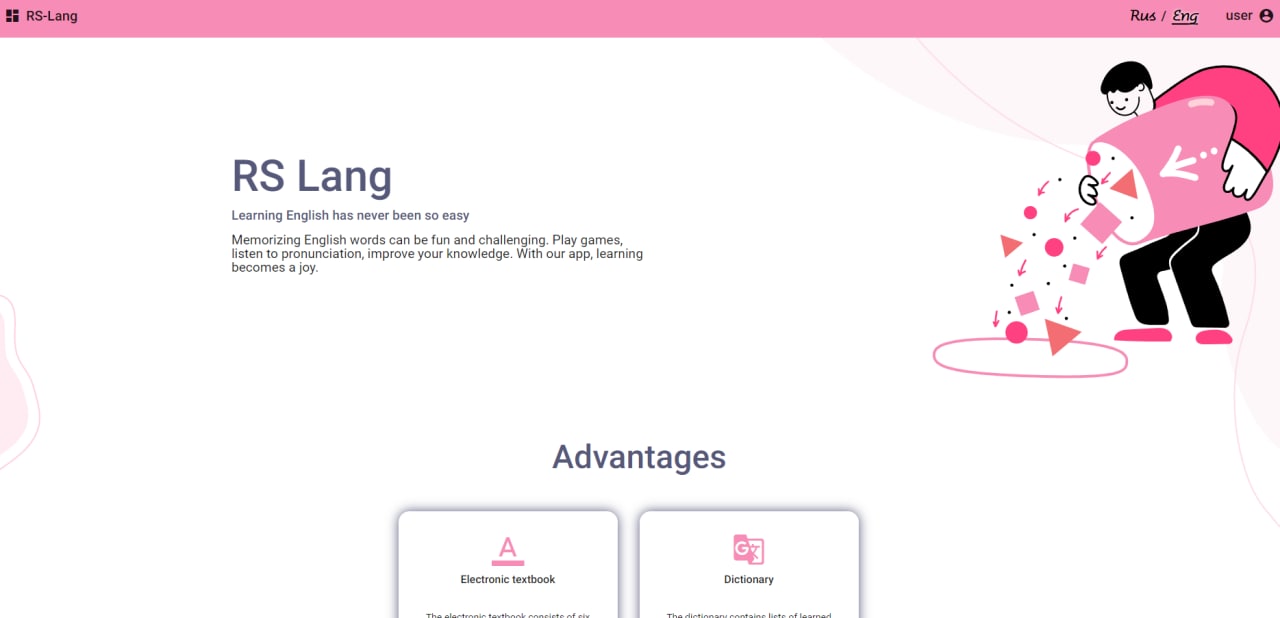 RS-Lang
Rus / Eng
user
RS Lang
Learning English has never been so easy
Memorizing English words can be fun and challenging. Play games,
listen to pronunciation, improve your knowledge. With our app, learning
becomes a joy.
Advantages
Electronic textbook
Dictionary
The electronic textbook consists of six
The dictionary contains lists of learned